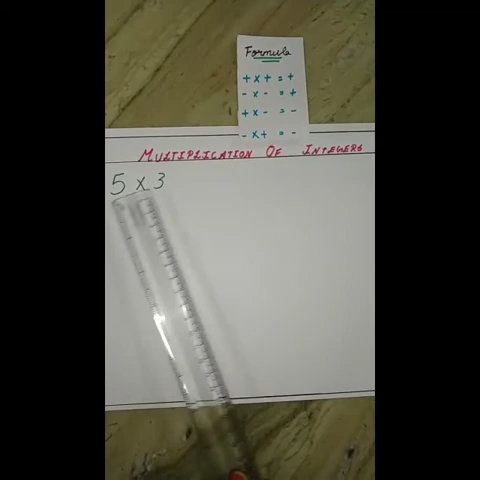 Formula
+ x + = +
- x - = +
+ x - = -
- x + = -
MULTIPLICATION OF INTEGERS
5 x 3